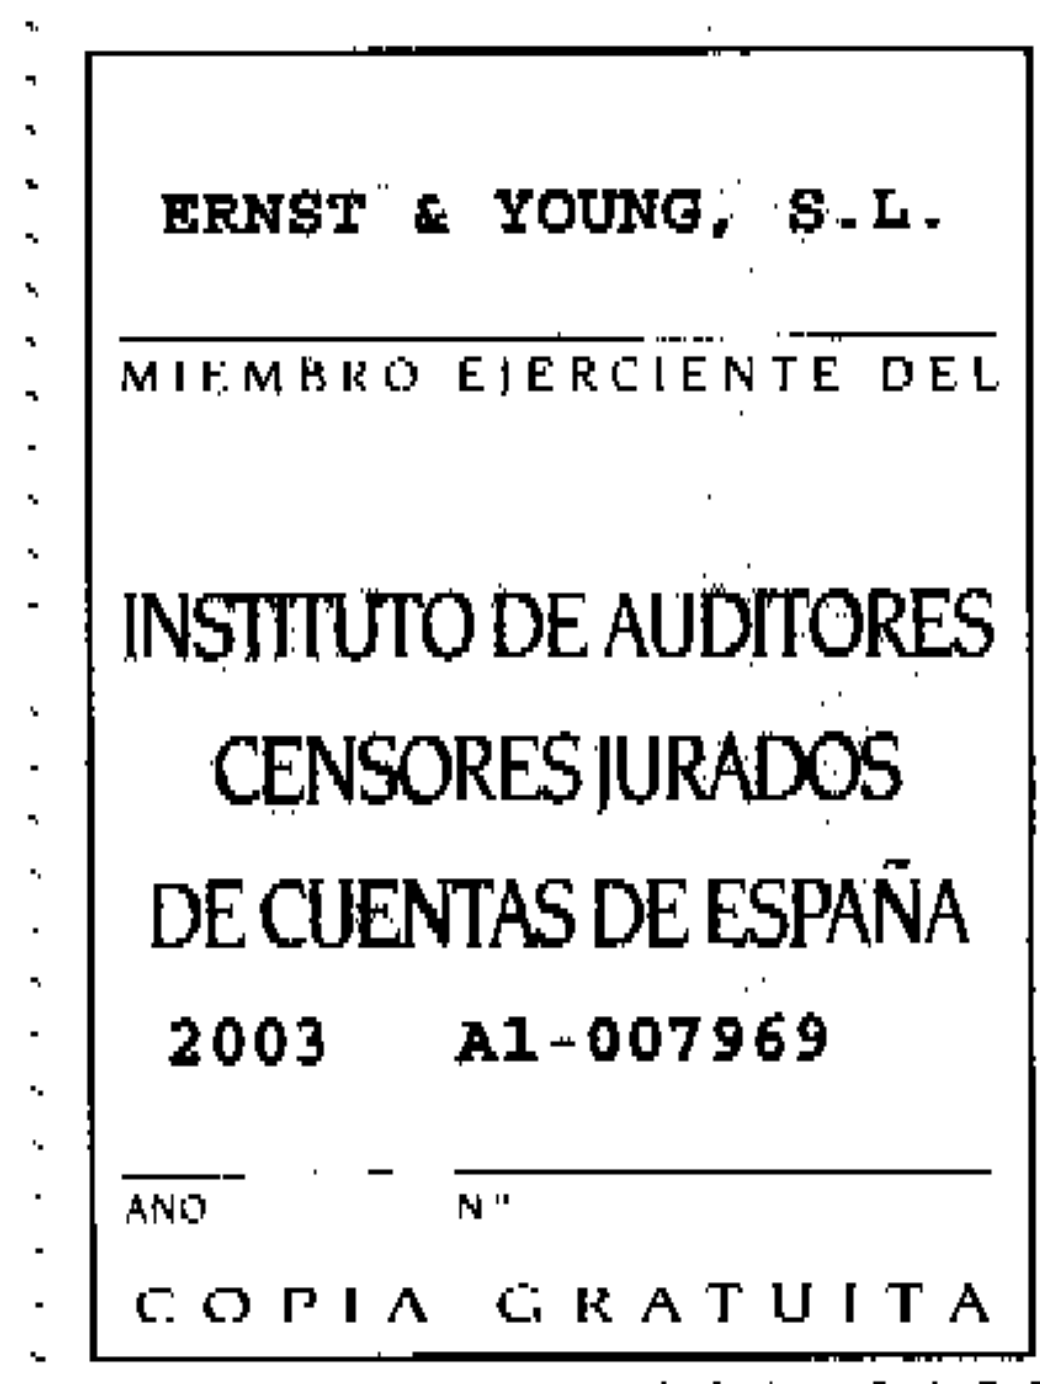 ERNST & YOUNG, S.L.
MIEMBRO EJERCIENTE DEL
INSTITUTO DE AUDITORES
CENSORES JURADOS
DE CUENTAS DE ESPAÑA
2003 A1-007969
ANO Nº
COPIA GRATUITA